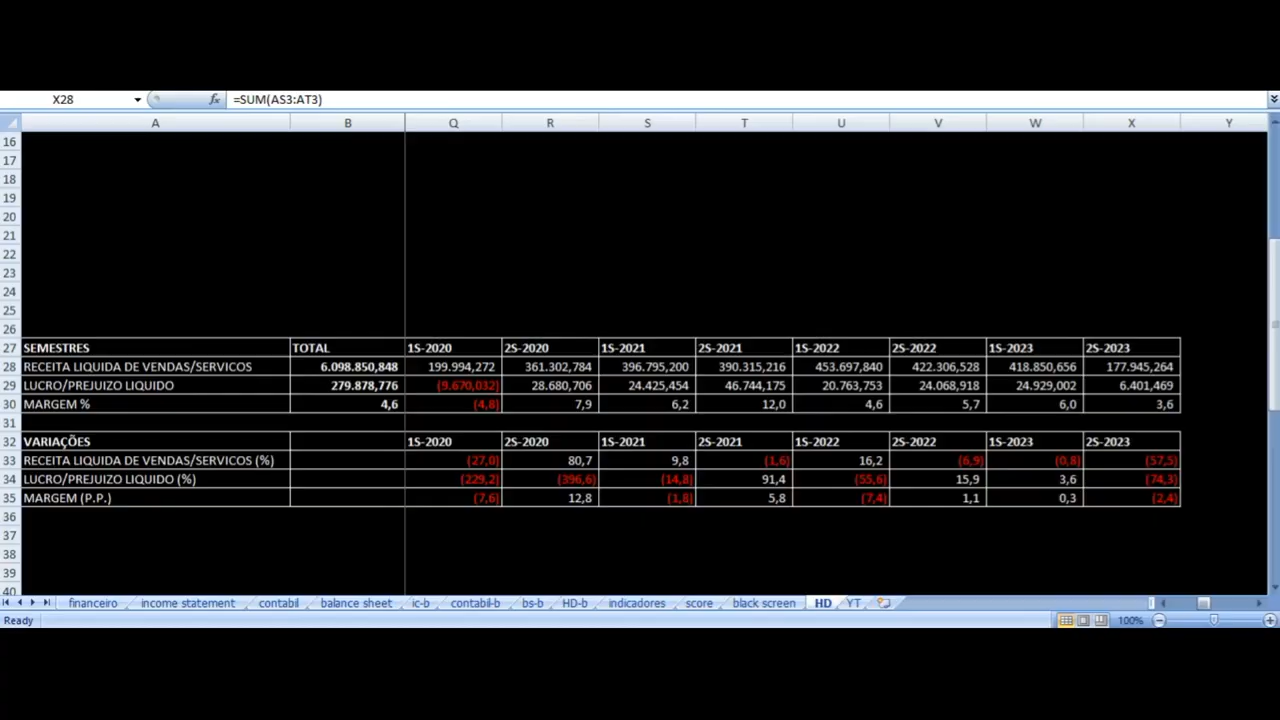 X28 fx =SUM(AS3:AT3)
A B Q R S T U V W X Y
16
17
18
19
20
21
22
23
24
25
26
27 SEMESTRES TOTAL 1S-2020 2S-2020 1S-2021 2S-2021 1S-2022 2S-2022 1S-2023 2S-2023
28 RECEITA LIQUIDA DE VENDAS/SERVICOS 6.098.850,848 199.994,272 361.302,784 396.795,200 390.315,216 453.697,840 422.306,528 418.850,656 177.945,264
29 LUCRO/PREJUIZO LIQUIDO 279.878,776 (9.670,032) 28.680,706 24.425,454 46.744,175 20.763,753 24.068,918 24.929,002 6.401,469
30 MARGEM % 4,6 (4,8) 7,9 6,2 12,0 4,6 5,7 6,0 3,6
31
32 VARIAÇÕES 1S-2020 2S-2020 1S-2021 2S-2021 1S-2022 2S-2022 1S-2023 2S-2023
33 RECEITA LIQUIDA DE VENDAS/SERVICOS (%) (27,0) 80,7 9,8 (1,6) 16,2 (6,9) (0,8) (57,5)
34 LUCRO/PREJUIZO LIQUIDO (%) (229,2) (396,6) (14,8) 91,4 (55,6) 15,9 3,6 (74,3)
35 MARGEM (P.P.) (7,6) 12,8 (1,8) 5,8 (7,4) 1,1 0,3 (2,4)
36
37
38
39
40
financeiro income statement contabil balance sheet ic-b contabil-b bs-b HD-b indicadores score black screen HD YT
Ready 100%